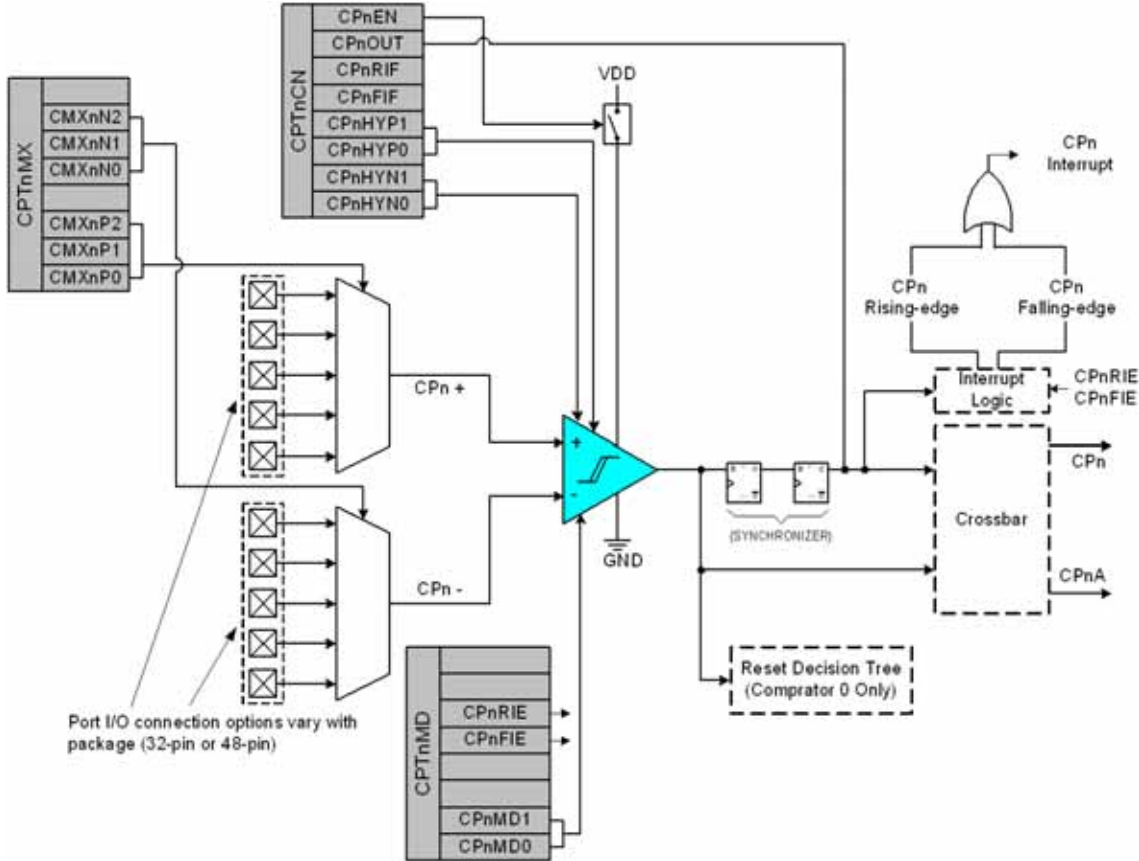 CPTnCN
CPnEN
CPnOUT
CPnRIF
CPnFIF
CPnHYP1
CPnHYP0
CPnHYN1
CPnHYN0
CPTnMX
CMXnN2
CMXnN1
CMXnN0
CMXnP2
CMXnP1
CMXnP0
VDD
CPn
Interrupt
CPn
Rising-edge
CPn
Falling-edge
Interrupt
Logic
CPnRIE
CPnFIE
CPn +
+
-
CPn -
GND
(SYNCHRONIZER)
Crossbar
CPn
CPnA
Reset Decision Tree
(Comprator 0 Only)
Port I/O connection options vary with
package (32-pin or 48-pin)
CPTnMD
CPnRIE
CPnFIE
CPnMD1
CPnMD0